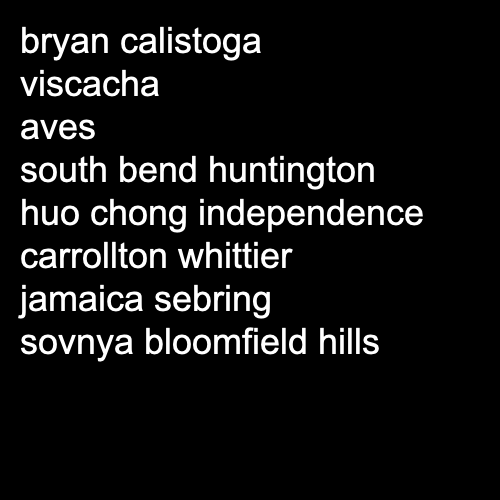 bryan calistoga
viscacha
aves
south bend huntington
huo chong independence
carrollton whittier
jamaica sebring
sovnya bloomfield hills